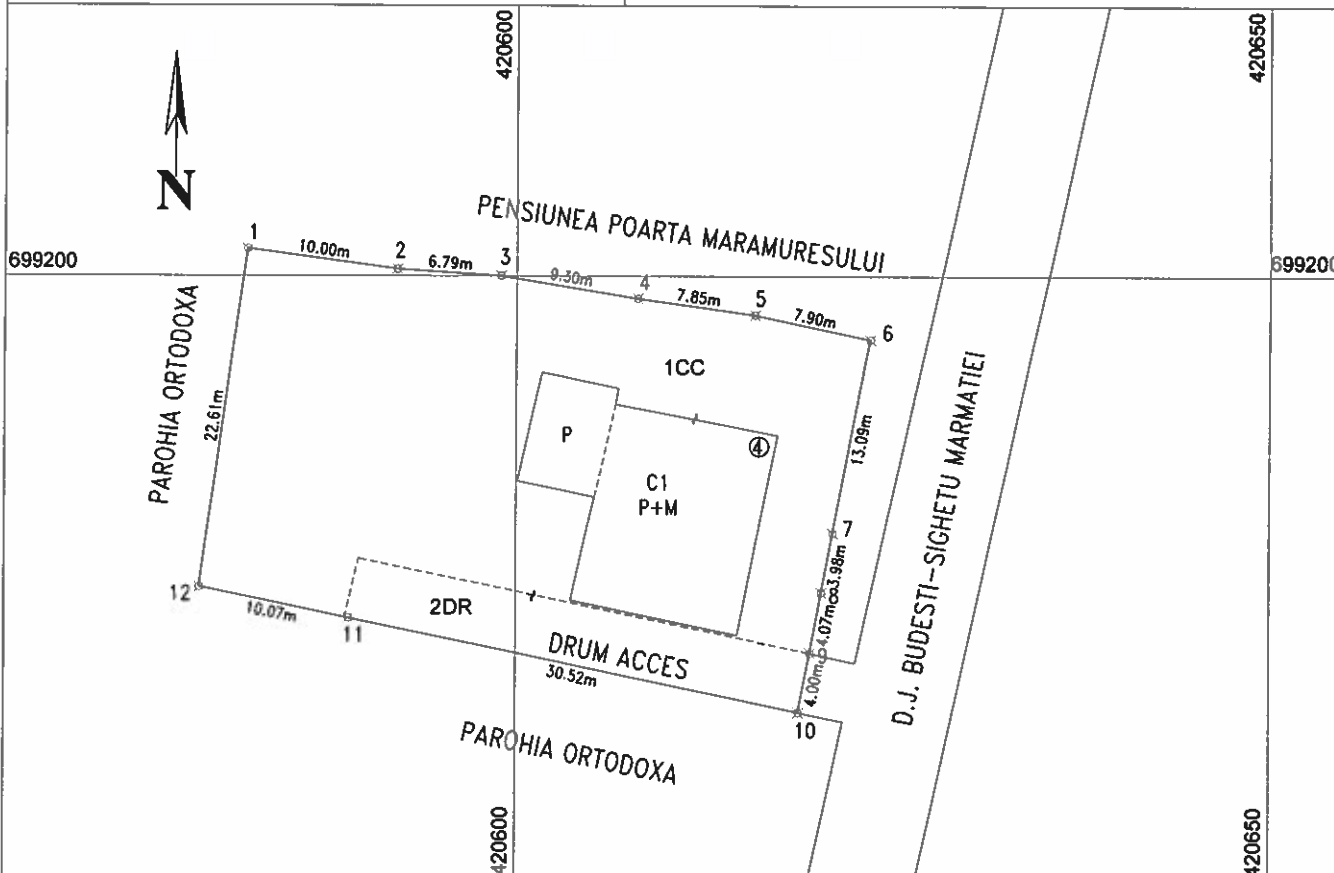 420600
420650
N
PENSIUNEA POARTA MARAMURESULUI
1
10.00m
2
6.79m
3
9.30m
4
7.85m
5
7.90m
6
699200
699200
PAROHIA ORTODOXA
22.61m
1CC
P
4
C1
P+M
13.09m
7
3.98m
8
4.07m
9
4.00m
D.J. BUDESTI-SIGHETU MARMATIEI
12
10.07m
11
2DR
DRUM ACCES
30.52m
10
PAROHIA ORTODOXA
420600
420650